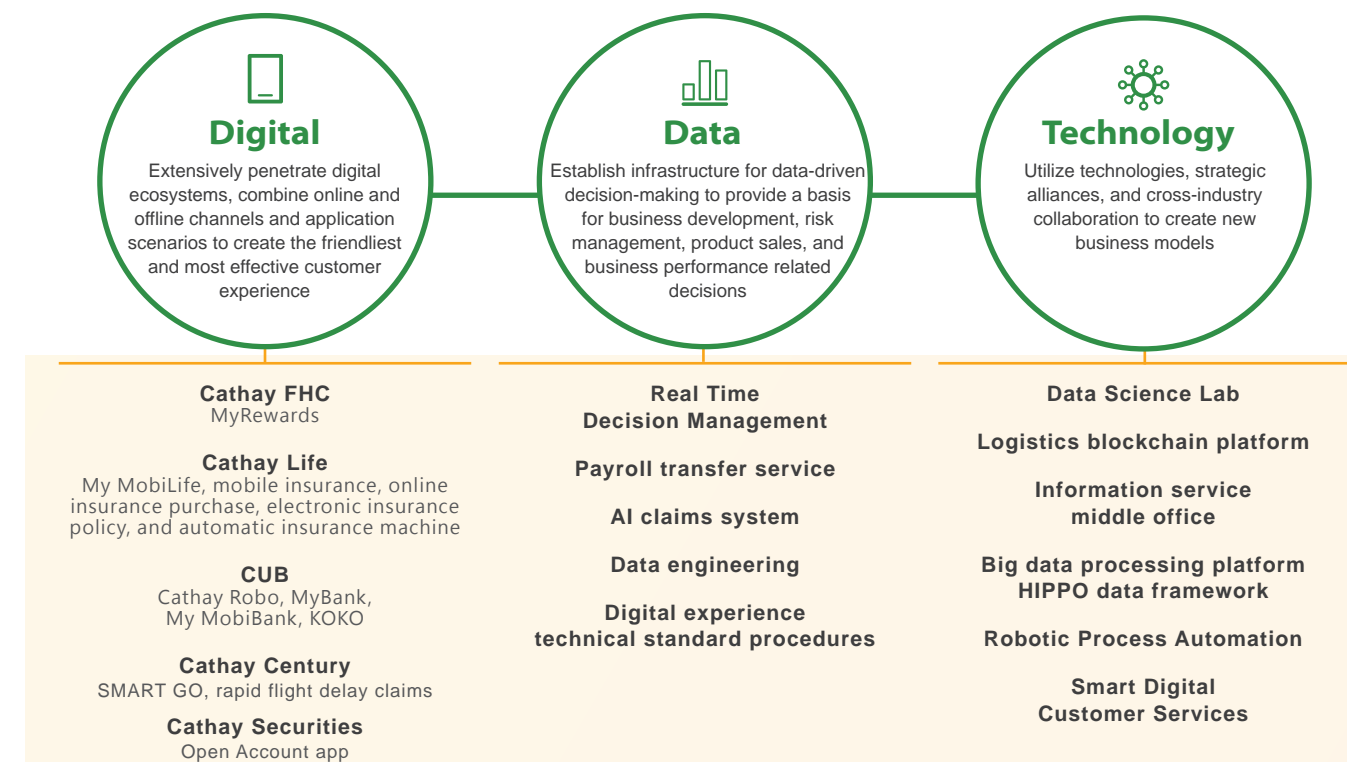 Digital
Extensively penetrate digital
ecosystems, combine online and
offline channels and application
scenarios to create the friendliest
and most effective customer
experience
Data
Establish infrastructure for data-driven
decision-making to provide a basis
for business development, risk
management, product sales, and
business performance related
decisions
Technology
Utilize technologies, strategic
alliances, and cross-industry
collaboration to create new
business models
Cathay FHC
MyRewards
Cathay Life
My MobiLife, mobile insurance, online
insurance purchase, electronic insurance
policy, and automatic insurance machine
CUB
Cathay Robo, MyBank,
My MobiBank, KOKO
Cathay Century
SMART GO, rapid flight delay claims
Cathay Securities
Open Account app
Real Time
Decision Management
Payroll transfer service
AI claims system
Data engineering
Digital experience
technical standard procedures
Data Science Lab
Logistics blockchain platform
Information service
middle office
Big data processing platform
HIPPO data framework
Robotic Process Automation
Smart Digital
Customer Services